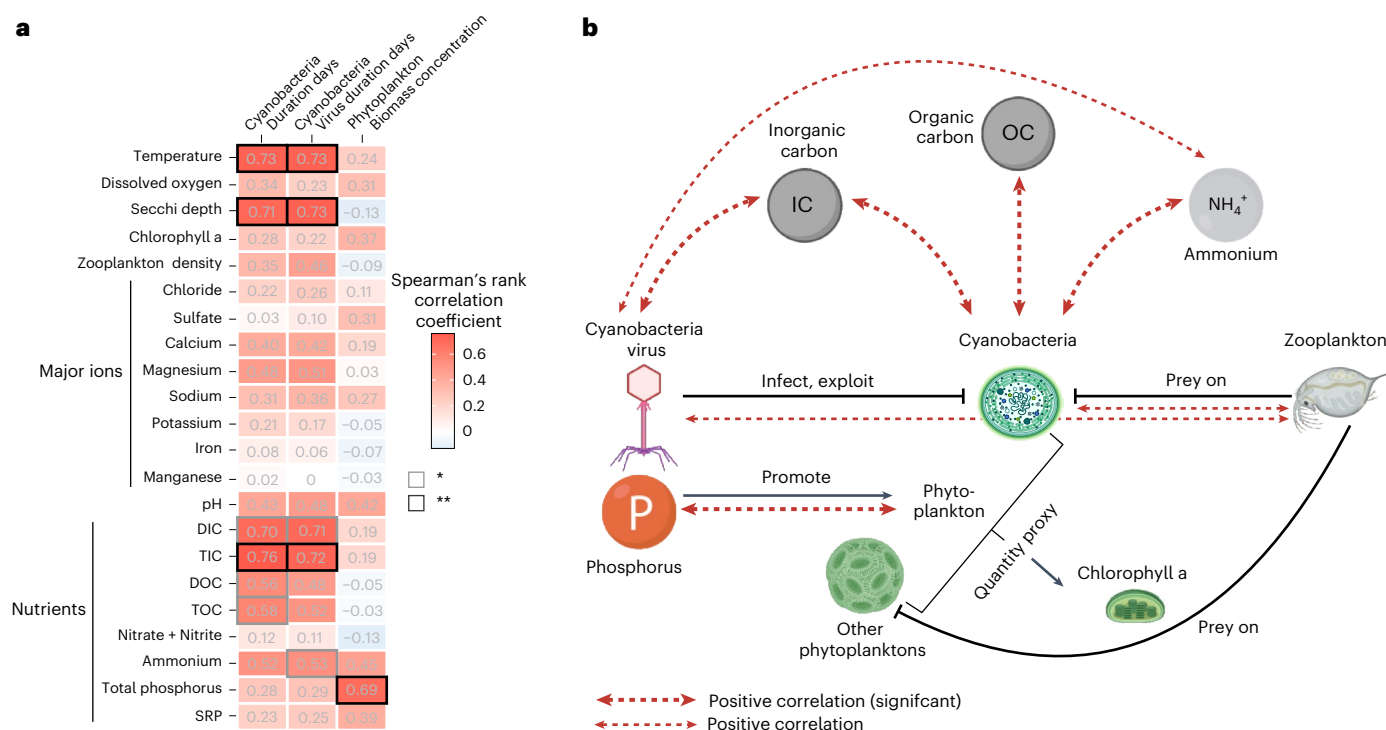 a
Cyanobacteria
Duration days
Cyanobacteria
Virus duration days
Phytoplankton
Biomass concentration
Temperature 0.73 0.73 0.24
Dissolved oxygen 0.34 0.23 0.31
Secchi depth 0.71 0.73 −0.13
Chlorophyll a 0.28 0.22 0.37
Zooplankton density 0.35 −0.09
Major ions
Chloride 0.22 0.26 0.11
Sulfate 0.03 0.10 0.31
Calcium 0.40 0.42 0.19
Magnesium 0.03
Sodium 0.31 0.36 0.27
Potassium 0.21 0.17 −0.05
Iron 0.08 0.06 −0.07
Manganese 0.02 0 −0.03
pH 0.43 0.42
Nutrients
DIC 0.70 0.71 0.19
TIC 0.76 0.72 0.19
DOC 0.56 −0.05
TOC 0.58 −0.03
Nitrate + Nitrite 0.12 0.11 −0.13
Ammonium 0.52 0.53
Total phosphorus 0.28 0.29 0.69
SRP 0.23 0.25 0.39
Spearman's rank
correlation
coefficient
0.6
0.4
0.2
0
*
**
b
Inorganic
carbon
IC
Organic
carbon
OC
NH4+
Ammonium
Cyanobacteria
virus
Cyanobacteria
Zooplankton
Infect, exploit
Prey on
Promote
P
Phosphorus
Phyto-
plankton
Quantity proxy
Chlorophyll a
Other
phytoplanktons
Prey on
Positive correlation (signifcant)
Positive correlation